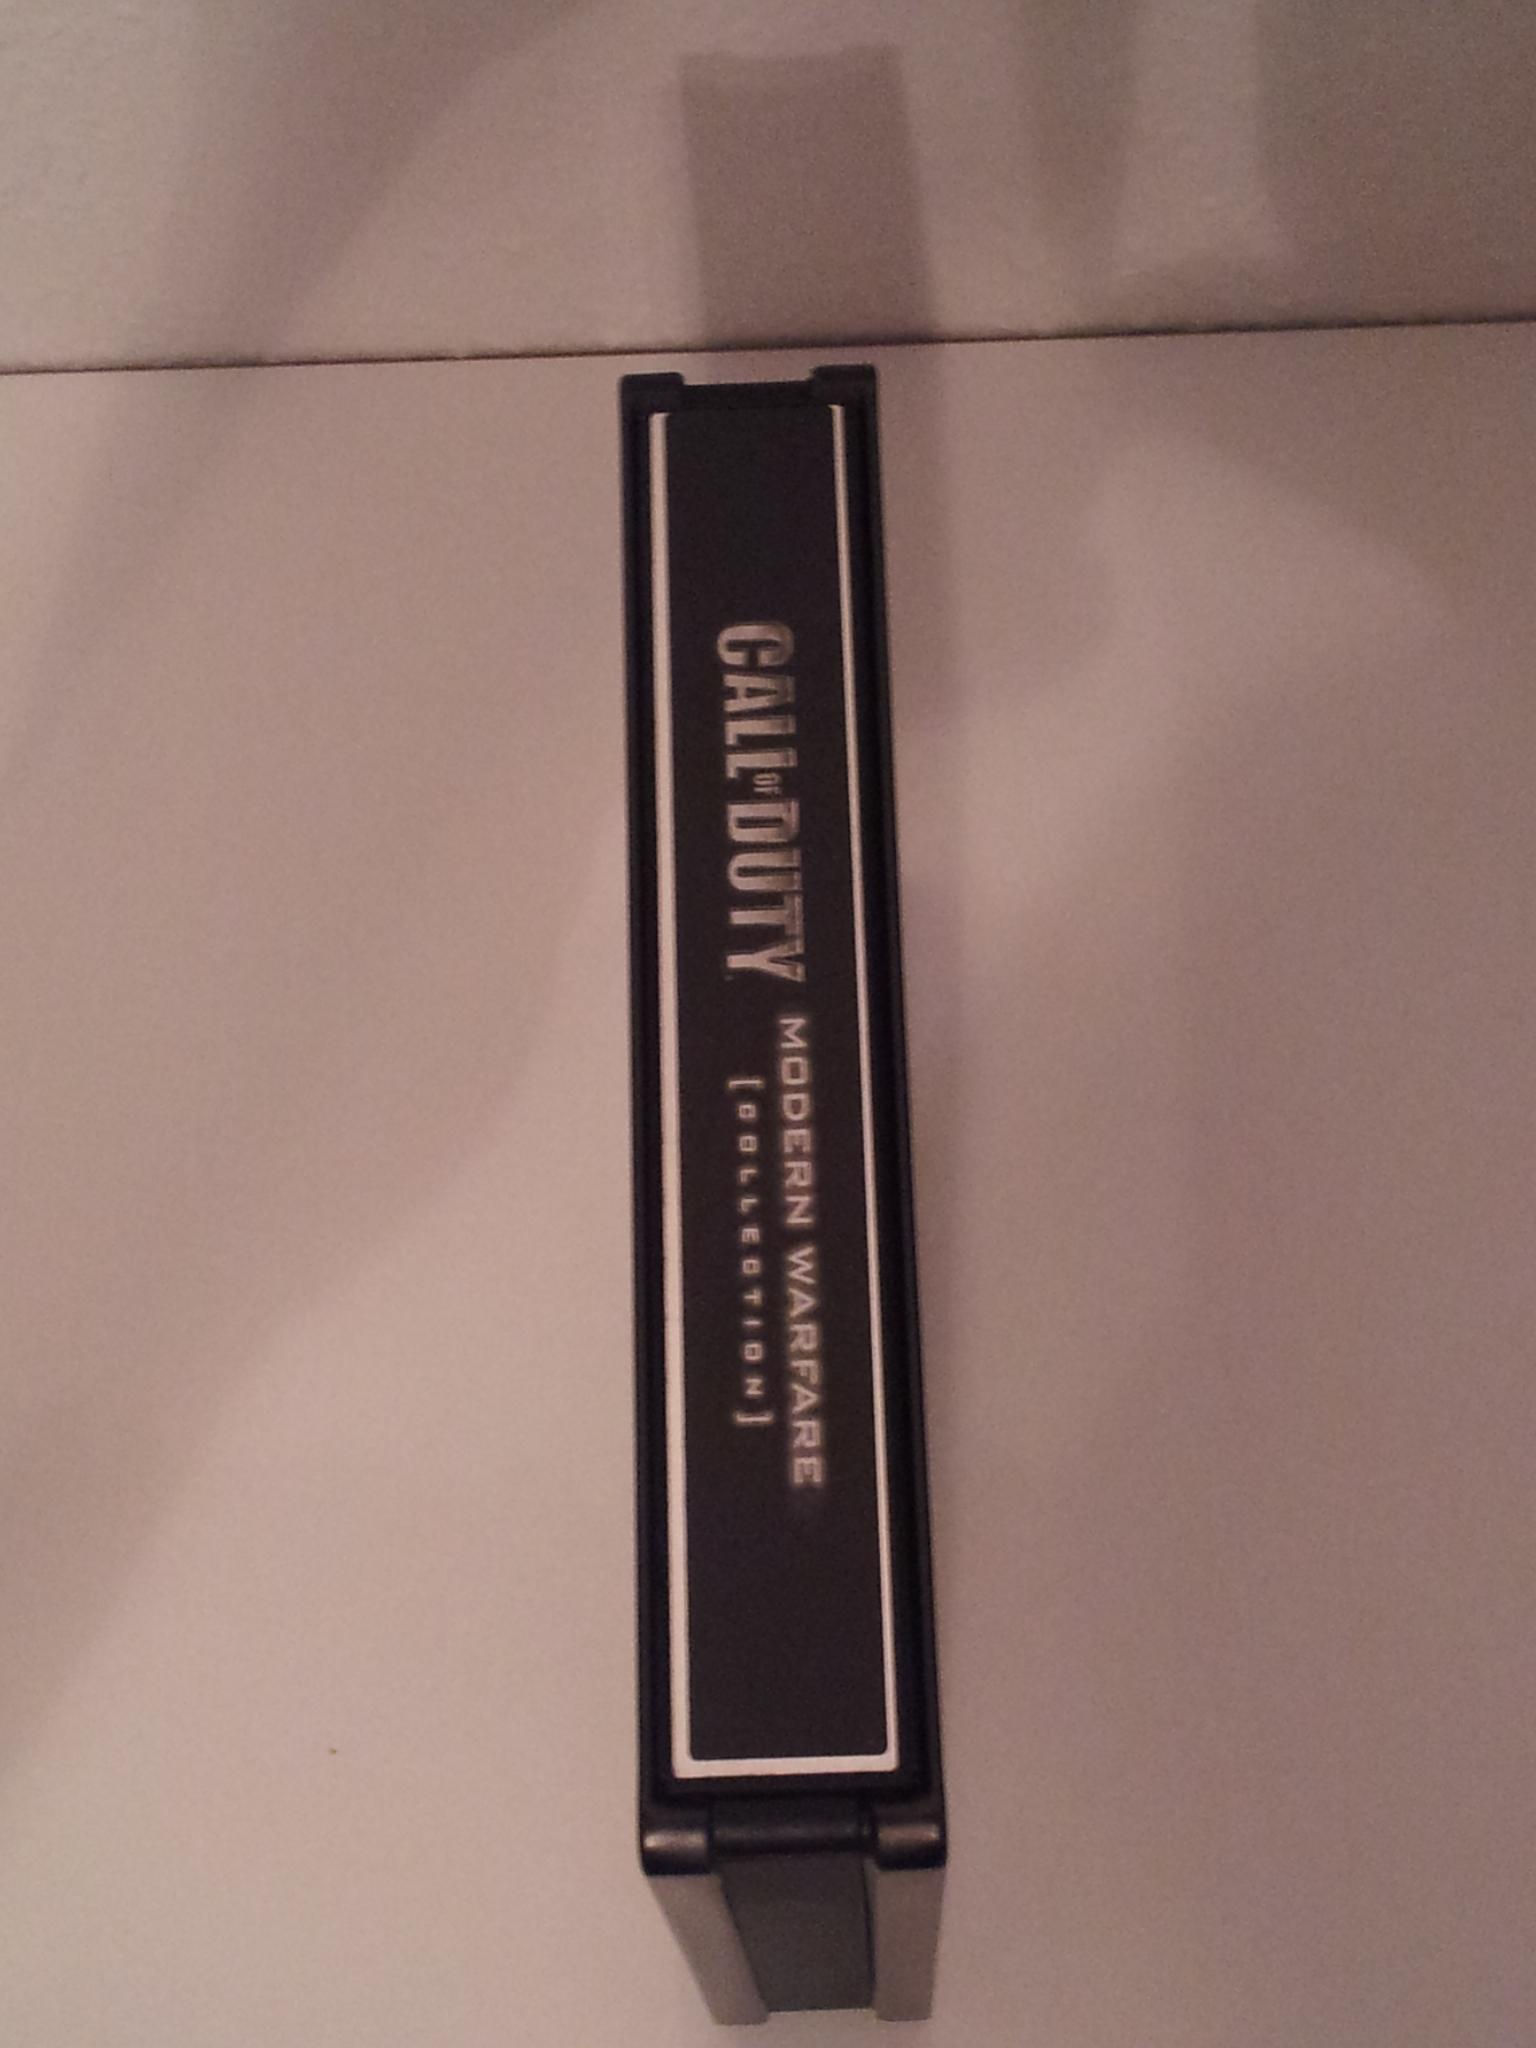 CALL OF DUTY
MODERN WARFARE
[COLLECTION]